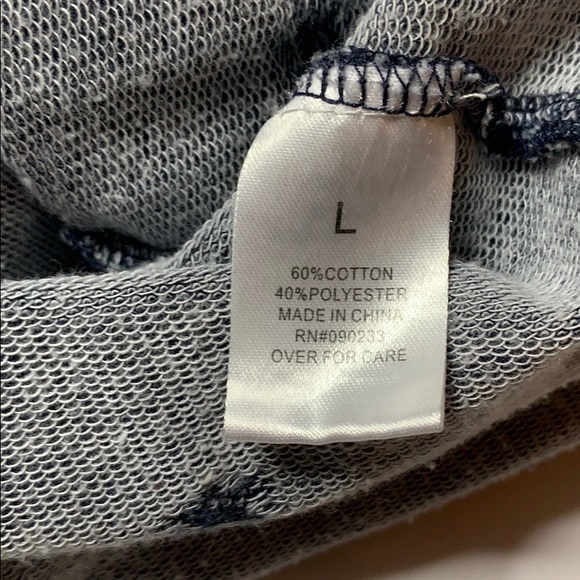 L
60%COTTON
40%POLYESTER
MADE IN CHINA
RN#090233
OVER FOR CARE